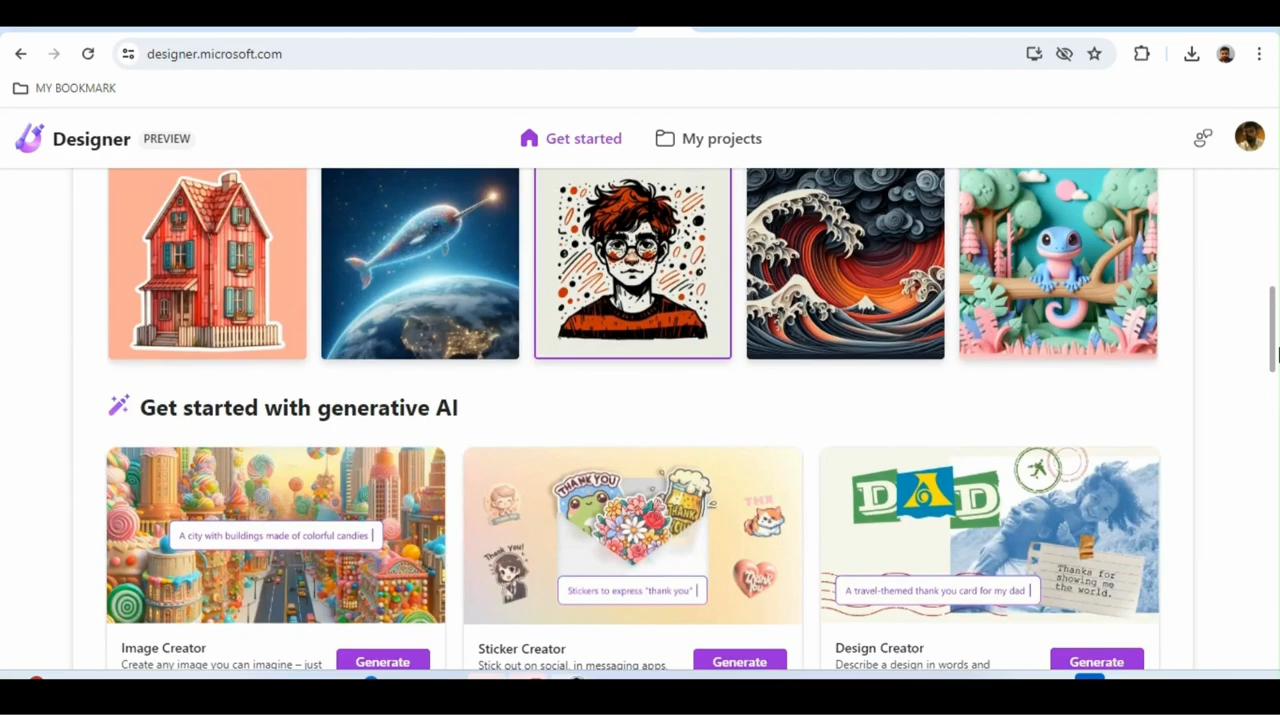 designer.microsoft.com
MY BOOKMARK
Designer PREVIEW
Get started
My projects
Get started with generative AI
A city with buildings made of colorful candies
THANK YOU!
THANK YOU
THX
Thank You!
Thank You
Stickers to express "thank you"
DAD
Thanks for
showing me
the world.
A travel-themed thank you card for my dad
Image Creator
Create any image you can imagine – just
Generate
Sticker Creator
Stick out on social, in messaging apps,
Generate
Design Creator
Describe a design in words and
Generate